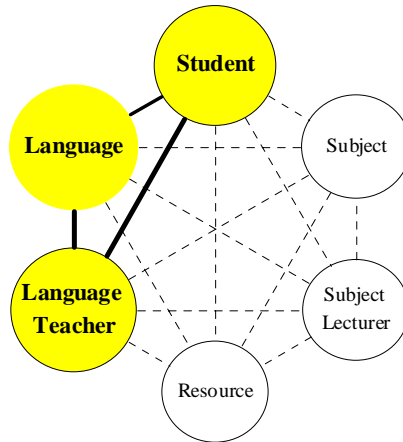 Student
Language
Subject
Language
Teacher
Subject
Lecturer
Resource